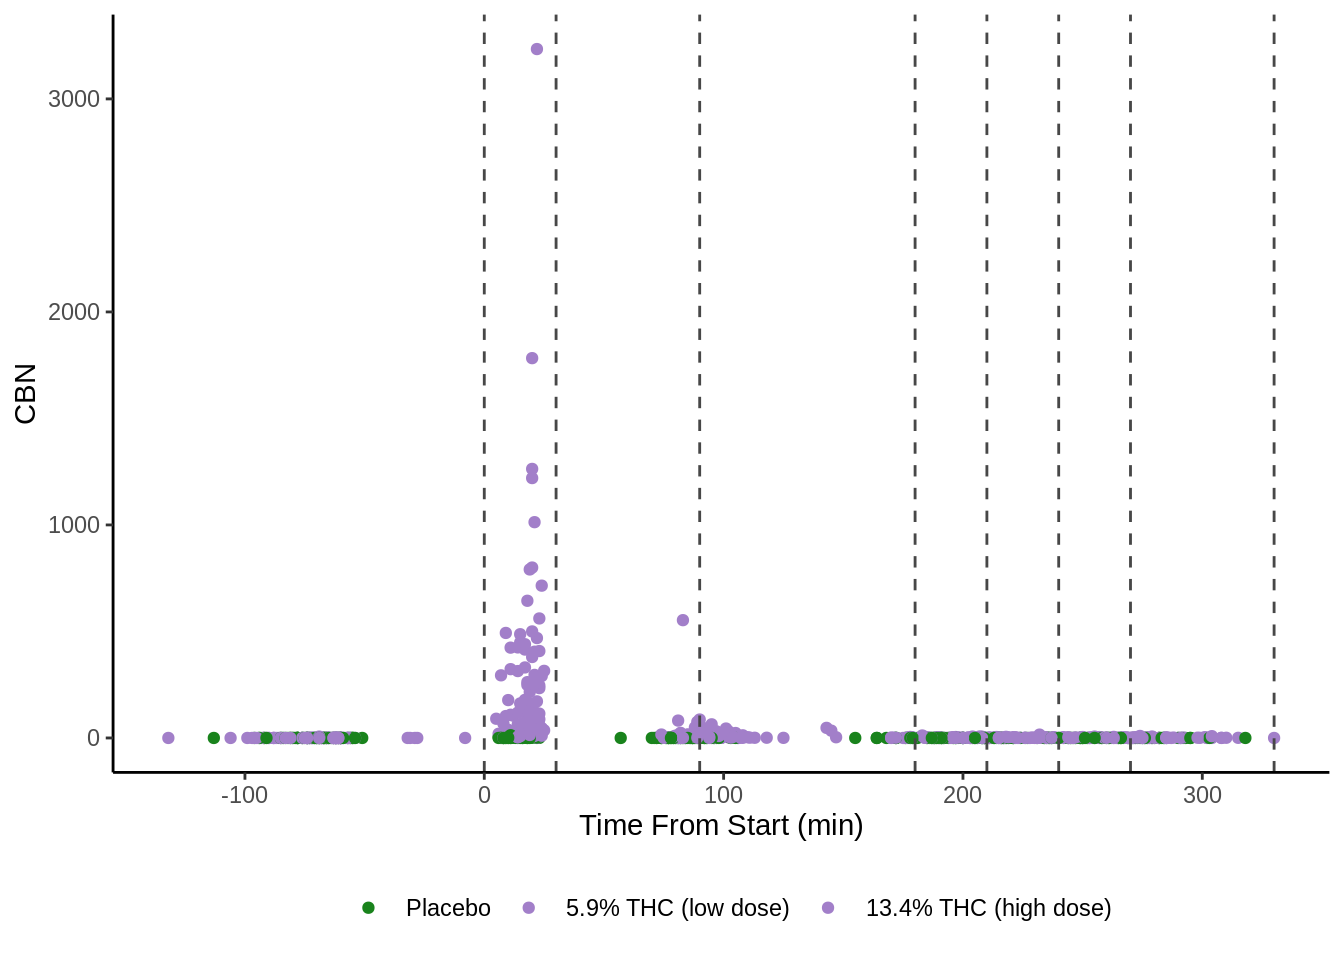 3000
2000
1000
0
CBN
-100 0 100 200 300
Time From Start (min)
Placebo 5.9% THC (low dose) 13.4% THC (high dose)